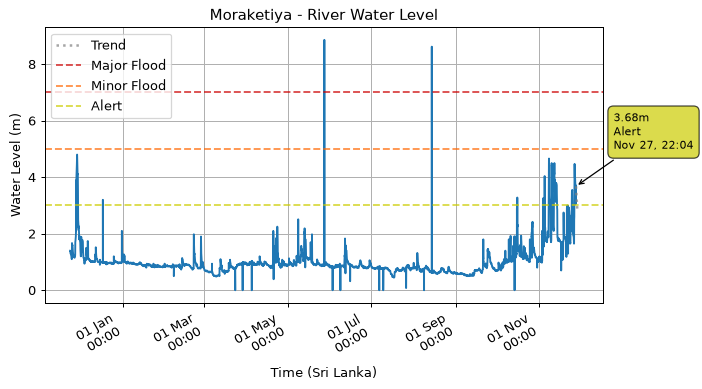 Moraketiya - River Water Level
Trend
Major Flood
Minor Flood
Alert
8
6
4
2
0
Water Level (m)
3.68m
Alert
Nov 27, 22:04
01 Jan
00:00
01 Mar
00:00
01 May
00:00
01 Jul
00:00
01 Sep
00:00
01 Nov
00:00
Time (Sri Lanka)